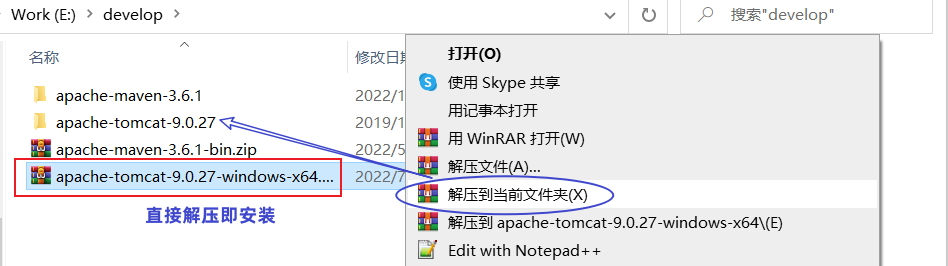 Work (E:) > develop >
搜索"develop"
名称
修改日期
apache-maven-3.6.1
2022/1
apache-tomcat-9.0.27
2019/1
apache-maven-3.6.1-bin.zip
2022/5
apache-tomcat-9.0.27-windows-x64....
2022/7
直接解压即安装
打开(O)
使用 Skype 共享
用记事本打开
用 WinRAR 打开(W)
解压文件(A)...
解压到当前文件夹(X)
解压到 apache-tomcat-9.0.27-windows-x64\(E)
Edit with Notepad++